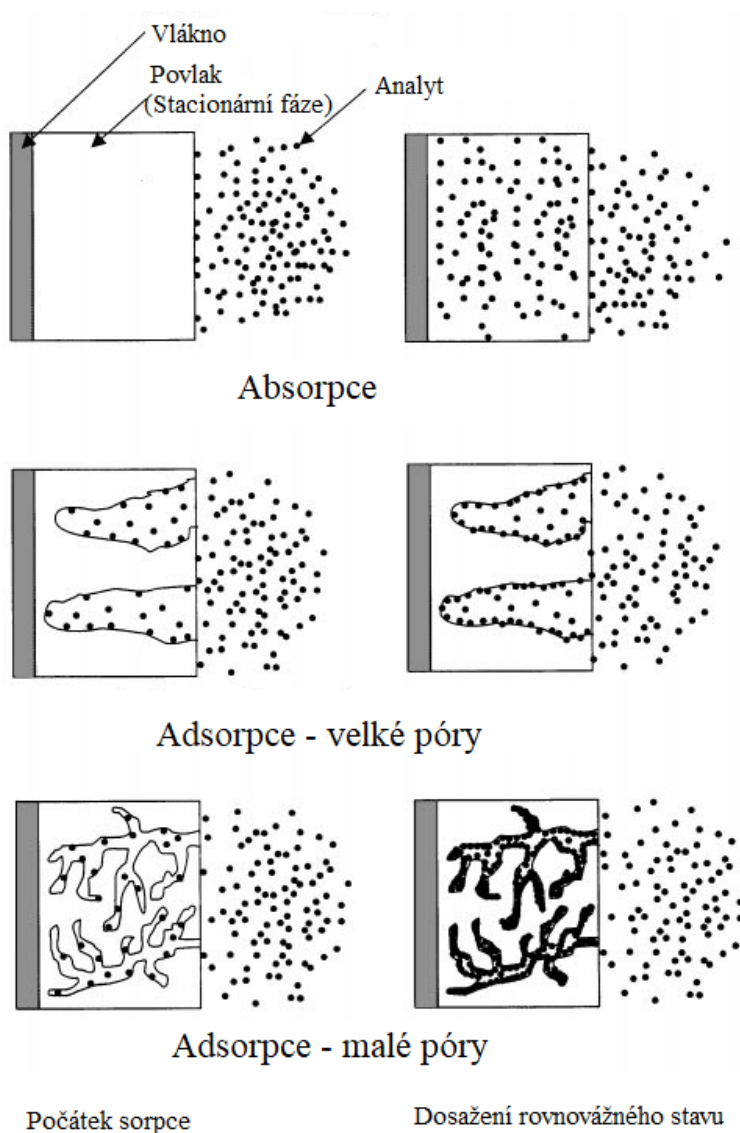 Vlákno
Povlak
(Stacionární fáze)
Analyt
Absorpce
Adsorpce - velké póry
Adsorpce - malé póry
Počátek sorpce
Dosažení rovnovážného stavu